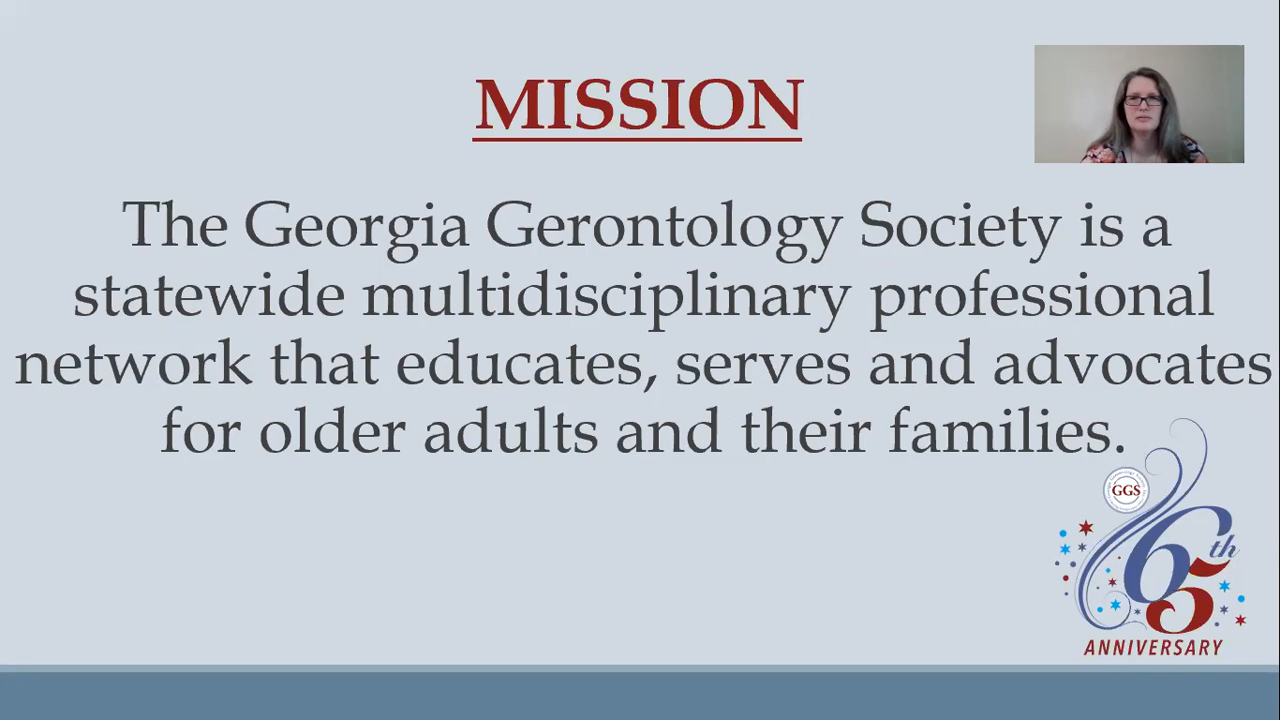 MISSION
The Georgia Gerontology Society is a
statewide multidisciplinary professional
network that educates, serves and advocates
for older adults and their families.
GGS
65th
ANNIVERSARY